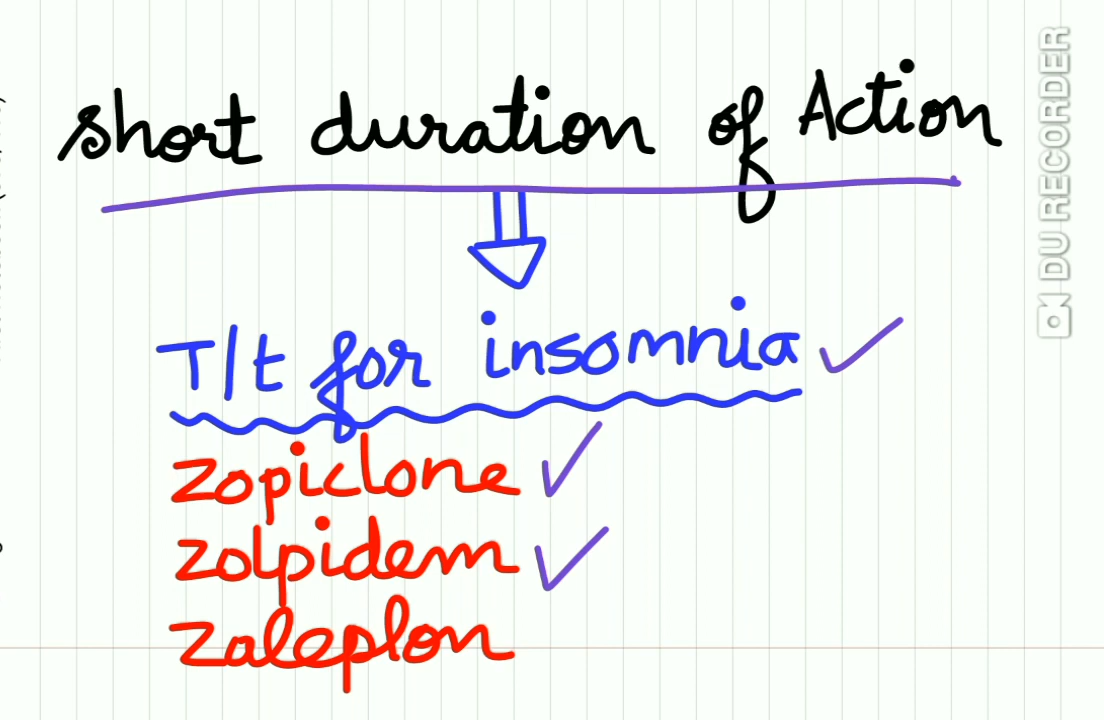 short duration of Action
T/t for insomnia
Zopiclone
Zolpidem
Zaleplon
DU RECORDER